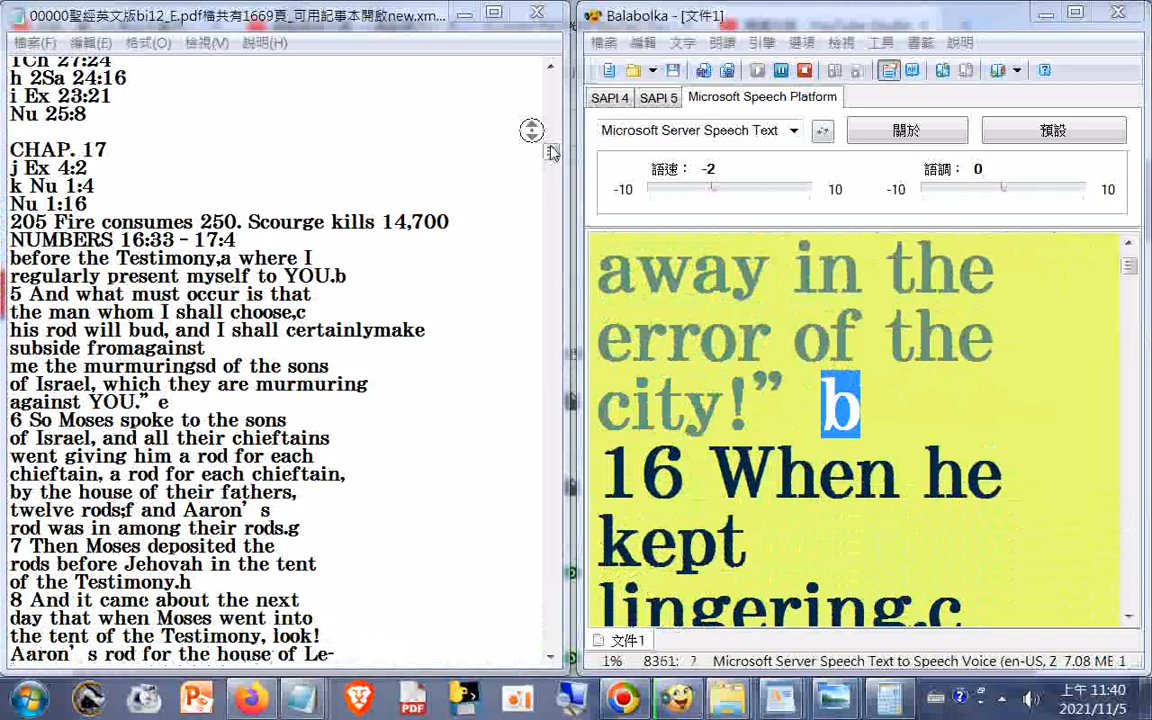 00000聖經英文版bi12_E.pdf檔共有1669頁_可用記事本開啟new.xm...
檔案(F) 編輯(E) 格式(O) 檢視(V) 說明(H)
1Ch 27:24
h 2Sa 24:16
i Ex 23:21
Nu 25:8
CHAP. 17
j Ex 4:2
k Nu 1:4
Nu 1:16
205 Fire consumes 250. Scourge kills 14,700
NUMBERS 16:33 - 17:4
before the Testimony,a where I
regularly present myself to YOU.b
5 And what must occur is that
the man whom I shall choose,c
his rod will bud, and I shall certainlymake
subside fromagainst
me the murmuringsd of the sons
of Israel, which they are murmuring
against YOU.” e
6 So Moses spoke to the sons
of Israel, and all their chieftains
went giving him a rod for each
chieftain, a rod for each chieftain,
by the house of their fathers,
twelve rods;f and Aaron’s
rod was in among their rods.g
7 Then Moses deposited the
rods before Jehovah in the tent
of the Testimony.h
8 And it came about the next
day that when Moses went into
the tent of the Testimony, look!
Aaron’s rod for the house of Le-
Balabolka - [文件1]
檔案 編輯 文字 朗讀 引擎 選項 檢視 工具 書籤 說明
SAPI 4 SAPI 5 Microsoft Speech Platform
Microsoft Server Speech Text 關於 預設
語速： -2 語調： 0
-10 10 -10 10
away in the
error of the
city!” b
16 When he
kept
lingering,c
文件1
1% 8361: ? Microsoft Server Speech Text to Speech Voice (en-US, Z 7.08 ME 1
上午 11:40
2021/11/5